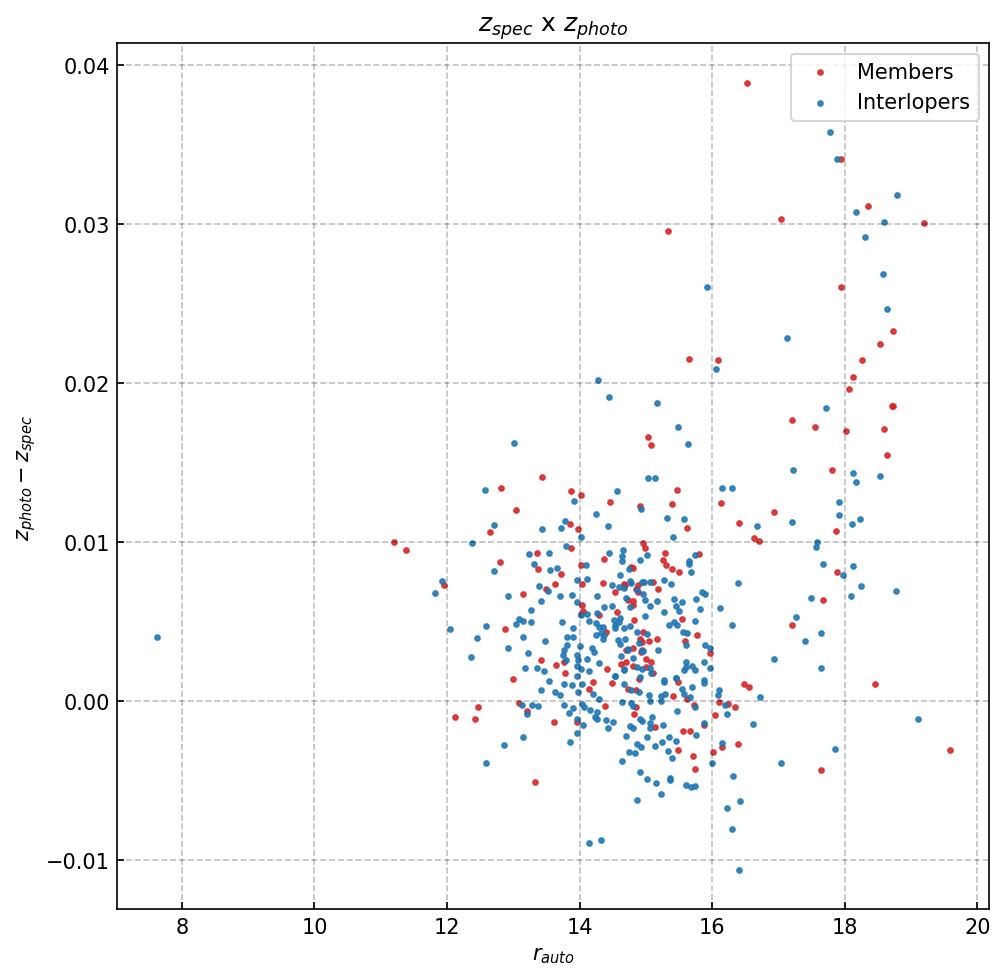 z_spec x z_photo
Members
Interlopers
z_photo − z_spec
0.04
0.03
0.02
0.01
0.00
−0.01
8 10 12 14 16 18 20
r_auto